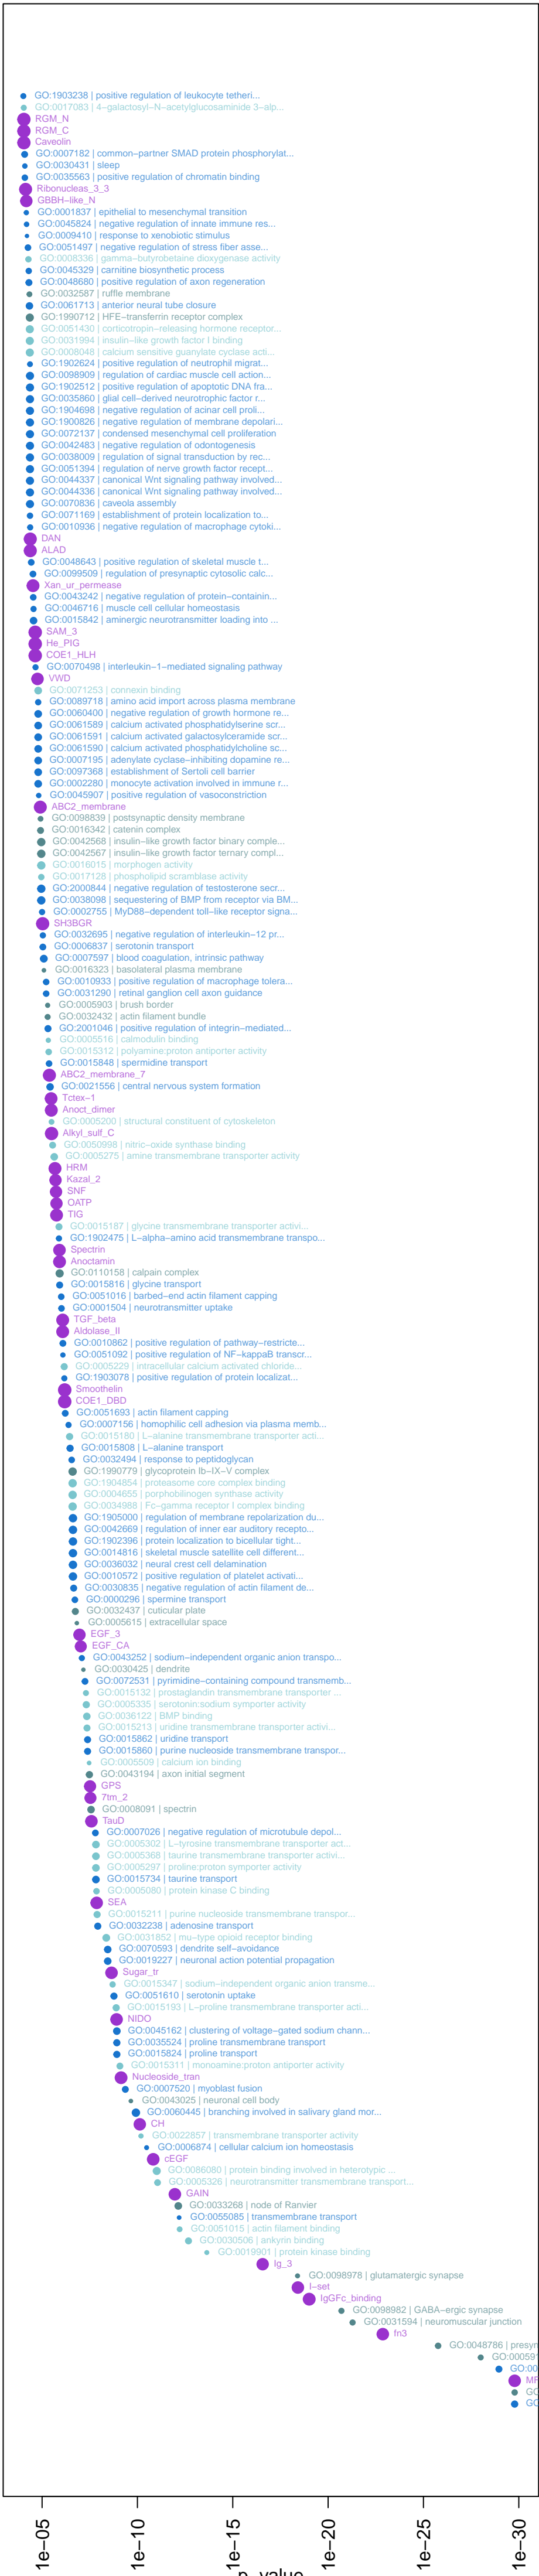 GO:1903238 | positive regulation of leukocyte tetheri...
GO:0017083 | 4−galactosyl−N−acetylglucosaminide 3−alp...
RGM_N
RGM_C
Caveolin
GO:0007182 | common−partner SMAD protein phosphorylat...
GO:0030431 | sleep
GO:0035563 | positive regulation of chromatin binding
Ribonucleas_3_3
GBBH−like_N
GO:0001837 | epithelial to mesenchymal transition
GO:0045824 | negative regulation of innate immune res...
GO:0009410 | response to xenobiotic stimulus
GO:0051497 | negative regulation of stress fiber asse...
GO:0008336 | gamma−butyrobetaine dioxygenase activity
GO:0045329 | carnitine biosynthetic process
GO:0048680 | positive regulation of axon regeneration
GO:0032587 | ruffle membrane
GO:0061713 | anterior neural tube closure
GO:1990712 | HFE−transferrin receptor complex
GO:0051430 | corticotropin−releasing hormone receptor...
GO:0031994 | insulin−like growth factor I binding
GO:0008048 | calcium sensitive guanylate cyclase acti...
GO:1902624 | positive regulation of neutrophil migrat...
GO:0098909 | regulation of cardiac muscle cell action...
GO:1902512 | positive regulation of apoptotic DNA fra...
GO:0035860 | glial cell−derived neurotrophic factor r...
GO:1904698 | negative regulation of acinar cell proli...
GO:1900826 | negative regulation of membrane depolari...
GO:0072137 | condensed mesenchymal cell proliferation
GO:0042483 | negative regulation of odontogenesis
GO:0038009 | regulation of signal transduction by rec...
GO:0051394 | regulation of nerve growth factor recept...
GO:0044337 | canonical Wnt signaling pathway involved...
GO:0044336 | canonical Wnt signaling pathway involved...
GO:0070836 | caveola assembly
GO:0071169 | establishment of protein localization to...
GO:0010936 | negative regulation of macrophage cytoki...
DAN
ALAD
GO:0048643 | positive regulation of skeletal muscle t...
GO:0099509 | regulation of presynaptic cytosolic calc...
Xan_ur_permease
GO:0043242 | negative regulation of protein−containin...
GO:0046716 | muscle cell cellular homeostasis
GO:0015842 | aminergic neurotransmitter loading into ...
SAM_3
He_PIG
COE1_HLH
GO:0070498 | interleukin−1−mediated signaling pathway
VWD
GO:0071253 | connexin binding
GO:0089718 | amino acid import across plasma membrane
GO:0060400 | negative regulation of growth hormone re...
GO:0061589 | calcium activated phosphatidylserine scr...
GO:0061591 | calcium activated galactosylceramide scr...
GO:0061590 | calcium activated phosphatidylcholine sc...
GO:0007195 | adenylate cyclase−inhibiting dopamine re...
GO:0097368 | establishment of Sertoli cell barrier
GO:0002280 | monocyte activation involved in immune r...
GO:0045907 | positive regulation of vasoconstriction
ABC2_membrane
GO:0098839 | postsynaptic density membrane
GO:0016342 | catenin complex
GO:0042568 | insulin−like growth factor binary comple...
GO:0042567 | insulin−like growth factor ternary compl...
GO:0016015 | morphogen activity
GO:0017128 | phospholipid scramblase activity
GO:2000844 | negative regulation of testosterone secr...
GO:0038098 | sequestering of BMP from receptor via BM...
GO:0002755 | MyD88−dependent toll−like receptor signa...
SH3BGR
GO:0032695 | negative regulation of interleukin−12 pr...
GO:0006837 | serotonin transport
GO:0007597 | blood coagulation, intrinsic pathway
GO:0016323 | basolateral plasma membrane
GO:0010933 | positive regulation of macrophage tolera...
GO:0031290 | retinal ganglion cell axon guidance
GO:0005903 | brush border
GO:0032432 | actin filament bundle
GO:2001046 | positive regulation of integrin−mediated...
GO:0005516 | calmodulin binding
GO:0015312 | polyamine:proton antiporter activity
GO:0015848 | spermidine transport
ABC2_membrane_7
GO:0021556 | central nervous system formation
Tctex−1
Anoct_dimer
GO:0005200 | structural constituent of cytoskeleton
Alkyl_sulf_C
GO:0050998 | nitric−oxide synthase binding
GO:0005275 | amine transmembrane transporter activity
HRM
Kazal_2
SNF
OATP
TIG
GO:0015187 | glycine transmembrane transporter activi...
GO:1902475 | L−alpha−amino acid transmembrane transpo...
Spectrin
Anoctamin
GO:0110158 | calpain complex
GO:0015816 | glycine transport
GO:0051016 | barbed−end actin filament capping
GO:0001504 | neurotransmitter uptake
TGF_beta
Aldolase_II
GO:0010862 | positive regulation of pathway−restricte...
GO:0051092 | positive regulation of NF−kappaB transcr...
GO:0005229 | intracellular calcium activated chloride...
GO:1903078 | positive regulation of protein localizat...
Smoothelin
COE1_DBD
GO:0051693 | actin filament capping
GO:0007156 | homophilic cell adhesion via plasma memb...
GO:0015180 | L−alanine transmembrane transporter acti...
GO:0015808 | L−alanine transport
GO:0032494 | response to peptidoglycan
GO:1990779 | glycoprotein Ib−IX−V complex
GO:1904854 | proteasome core complex binding
GO:0004655 | porphobilinogen synthase activity
GO:0034988 | Fc−gamma receptor I complex binding
GO:1905000 | regulation of membrane repolarization du...
GO:0042669 | regulation of inner ear auditory recepto...
GO:1902396 | protein localization to bicellular tight...
GO:0014816 | skeletal muscle satellite cell different...
GO:0036032 | neural crest cell delamination
GO:0010572 | positive regulation of platelet activati...
GO:0030835 | negative regulation of actin filament de...
GO:0000296 | spermine transport
GO:0032437 | cuticular plate
GO:0005615 | extracellular space
EGF_3
EGF_CA
GO:0043252 | sodium−independent organic anion transpo...
GO:0030425 | dendrite
GO:0072531 | pyrimidine−containing compound transmemb...
GO:0015132 | prostaglandin transmembrane transporter ...
GO:0005335 | serotonin:sodium symporter activity
GO:0036122 | BMP binding
GO:0015213 | uridine transmembrane transporter activi...
GO:0015862 | uridine transport
GO:0015860 | purine nucleoside transmembrane transpor...
GO:0005509 | calcium ion binding
GO:0043194 | axon initial segment
GPS
7tm_2
GO:0008091 | spectrin
TauD
GO:0007026 | negative regulation of microtubule depol...
GO:0005302 | L−tyrosine transmembrane transporter act...
GO:0005368 | taurine transmembrane transporter activi...
GO:0005297 | proline:proton symporter activity
GO:0015734 | taurine transport
GO:0005080 | protein kinase C binding
SEA
GO:0015211 | purine nucleoside transmembrane transpor...
GO:0032238 | adenosine transport
GO:0031852 | mu−type opioid receptor binding
GO:0070593 | dendrite self−avoidance
GO:0019227 | neuronal action potential propagation
Sugar_tr
GO:0015347 | sodium−independent organic anion transme...
GO:0051610 | serotonin uptake
GO:0015193 | L−proline transmembrane transporter acti...
NIDO
GO:0045162 | clustering of voltage−gated sodium chann...
GO:0035524 | proline transmembrane transport
GO:0015824 | proline transport
GO:0015311 | monoamine:proton antiporter activity
Nucleoside_tran
GO:0007520 | myoblast fusion
GO:0043025 | neuronal cell body
GO:0060445 | branching involved in salivary gland mor...
CH
GO:0022857 | transmembrane transporter activity
GO:0006874 | cellular calcium ion homeostasis
cEGF
GO:0086080 | protein binding involved in heterotypic ...
GO:0005326 | neurotransmitter transmembrane transport...
GAIN
GO:0033268 | node of Ranvier
GO:0055085 | transmembrane transport
GO:0051015 | actin filament binding
GO:0030506 | ankyrin binding
GO:0019901 | protein kinase binding
Ig_3
GO:0098978 | glutamatergic synapse
I−set
IgGFc_binding
GO:0098982 | GABA−ergic synapse
GO:0031594 | neuromuscular junction
fn3
GO:0048786 | presyn
GO:000591
GO:00
GO
1e−05
1e−10
1e−15
1e−20
1e−25
1e−30